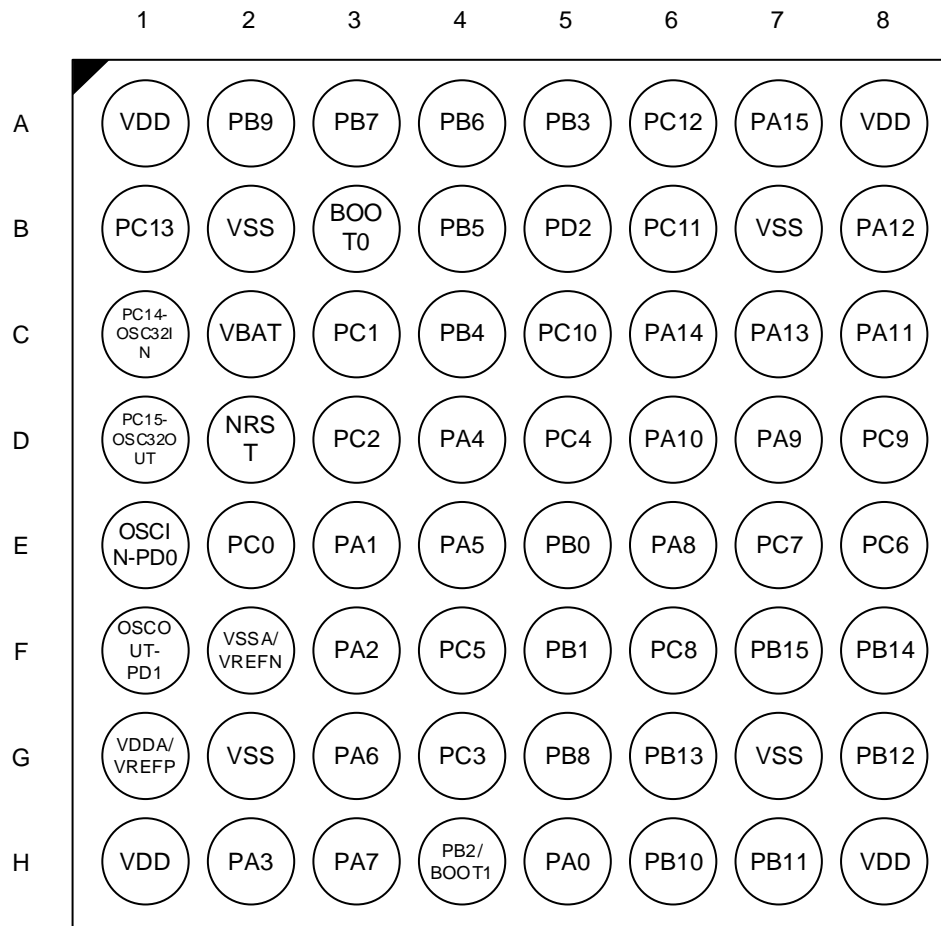 1 2 3 4 5 6 7 8
A VDD PB9 PB7 PB6 PB3 PC12 PA15 VDD
B PC13 VSS BOO
T0 PB5 PD2 PC11 VSS PA12
C PC14-
OSC32I
N VBAT PC1 PB4 PC10 PA14 PA13 PA11
D PC15-
OSC32O
UT NRS
T PC2 PA4 PC4 PA10 PA9 PC9
E OSCI
N-PD0 PC0 PA1 PA5 PB0 PA8 PC7 PC6
F OSCO
UT-
PD1 VSSA/
VREFN PA2 PC5 PB1 PC8 PB15 PB14
G VDDA/
VREFP VSS PA6 PC3 PB8 PB13 VSS PB12
H VDD PA3 PA7 PB2/
BOOT1 PA0 PB10 PB11 VDD